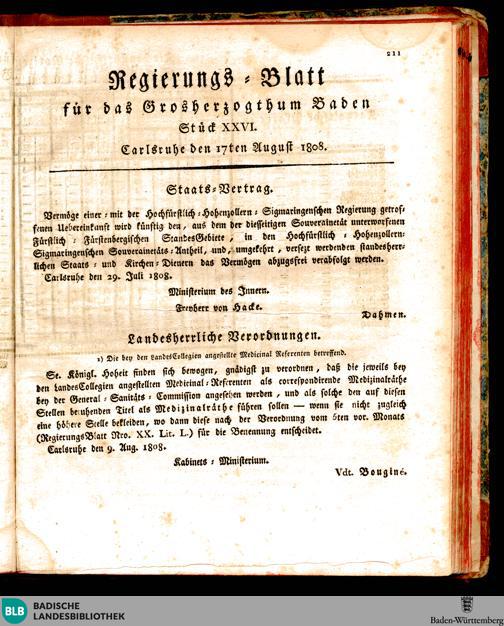 211
Regierungs-Blatt
für das Grosherzogthum Baden
Stück XXVI.
Carlsruhe den 17ten August 1808.
Staats-Vertrag.
Vermöge einer-mit der Hochfürstlich-Hohenzollern-Sigmaringenschen Regierung getrof-
fenen Uebereinkunft wird künftig den, aus dem der diesseitigen Souverainetät unterworfenen
Fürstlich-Fürstenbergischen StandesGebiete, in den Hochfürstlich-Hohenzollern-
Sigmaringenschen Souverainetäts-Antheil, und, umgekehrt, versezt werdenden standesherr-
lichen Staats- und Kirchen-Dienern das Vermögen abzugsfrei verabfolgt werden.
Carlsruhe den 29. Juli 1808.
Ministerium des Innern.
Freyherr von Hacke.
Dahmen.
Landesherrliche Verordnungen.
1) Die bey den LandesCollegien angestellte Medicinal Referenten betreffend.
Se. Königl. Hoheit finden sich bewogen, gnädigst zu verordnen, daß die jeweils bey
den LandesCollegien angestellten Medicinal-Referenten als correspondirende Medizinalräthe
bey der General-Sanitäts-Commission angesehen werden, und als solche den auf diesen
Stellen beruhenden Titel als Medizinalräthe führen sollen — wenn sie nicht zugleich
eine höhere Stelle bekleiden, wo dann diese nach der Verordnung vom 6ten vor. Monats
(RegierungsBlatt Nro. XX. Lit. L.) für die Benennung entscheidet.
Carlsruhe den 9. Aug. 1808.
Kabinets-Ministerium.
Vdt. Bouginé.
BLB BADISCHE
LANDESBIBLIOTHEK
Baden-Württemberg